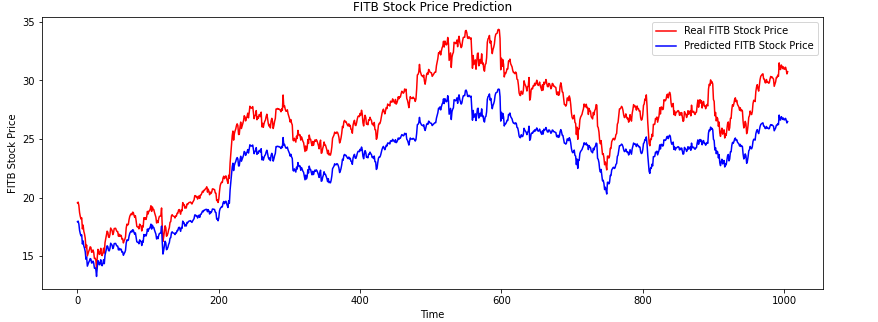 FITB Stock Price Prediction
Real FITB Stock Price
Predicted FITB Stock Price
FITB Stock Price
35
30
25
20
15
0
200
400
600
800
1000
Time